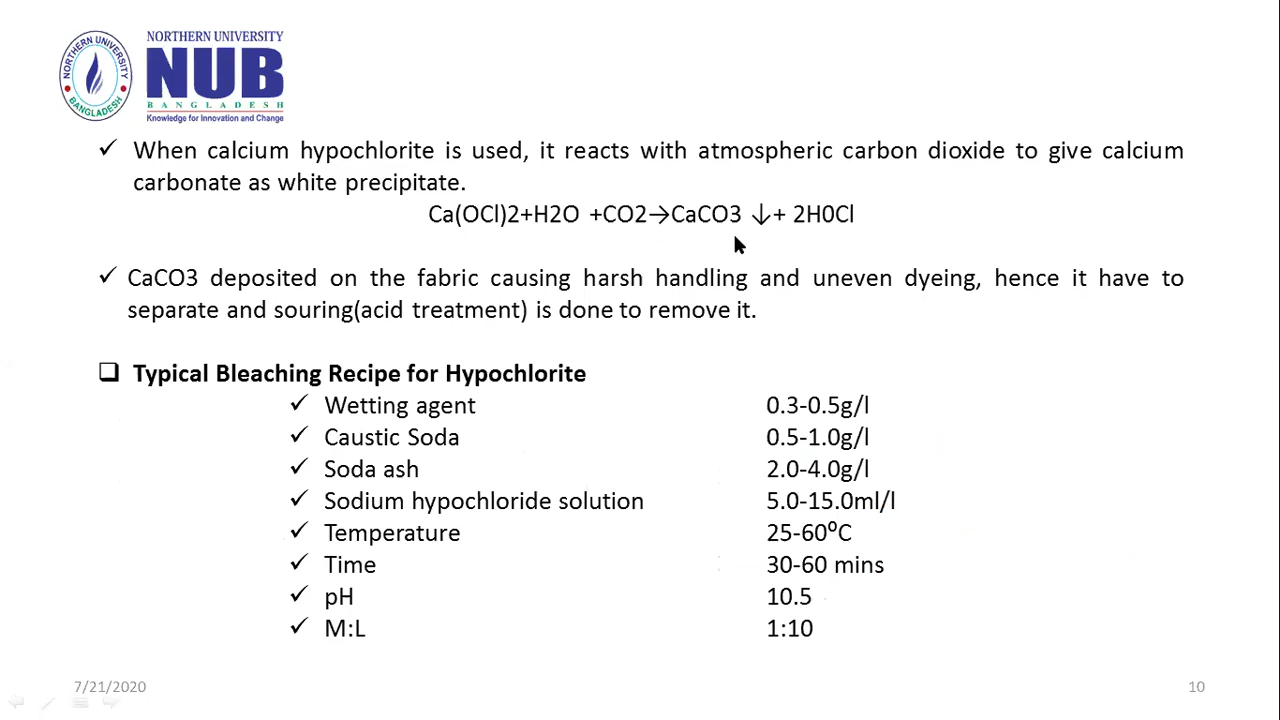 NORTHERN UNIVERSITY
BANGLADESH
NORTHERN UNIVERSITY
NUB
BANGLADESH
Knowledge for Innovation and Change
✓ When calcium hypochlorite is used, it reacts with atmospheric carbon dioxide to give calcium
carbonate as white precipitate.
Ca(OCl)2+H2O +CO2→CaCO3 ↓+ 2H0Cl
✓ CaCO3 deposited on the fabric causing harsh handling and uneven dyeing, hence it have to
separate and souring(acid treatment) is done to remove it.
❑ Typical Bleaching Recipe for Hypochlorite
✓ Wetting agent 0.3-0.5g/l
✓ Caustic Soda 0.5-1.0g/l
✓ Soda ash 2.0-4.0g/l
✓ Sodium hypochloride solution 5.0-15.0ml/l
✓ Temperature 25-60⁰C
✓ Time 30-60 mins
✓ pH 10.5
✓ M:L 1:10
7/21/2020 10